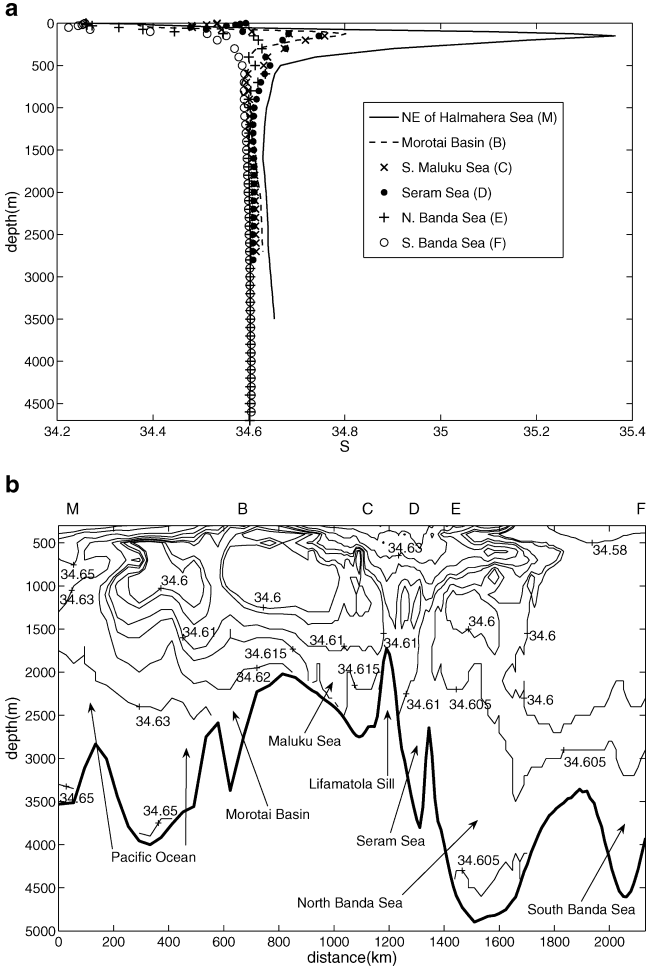 a
0
500
1000
1500
2000
2500
3000
3500
4000
4500
depth(m)
34.2 34.4 34.6 34.8 35 35.2 35.4
S
NE of Halmahera Sea (M)
Morotai Basin (B)
S. Maluku Sea (C)
Seram Sea (D)
N. Banda Sea (E)
S. Banda Sea (F)
b
M B C D E F
500
1000
1500
2000
2500
3000
3500
4000
4500
5000
depth(m)
34.63 34.58
34.65
34.63 34.6 34.6
34.61 34.61 34.61 34.6 34.6
34.615 34.615
34.62 34.61 34.605 34.6
34.63
Maluku Sea
34.605
Lifamatola Sill
34.65 34.65
Morotai Basin
Seram Sea
Pacific Ocean
34.605
North Banda Sea
South Banda Sea
0 200 400 600 800 1000 1200 1400 1600 1800 2000
distance(km)